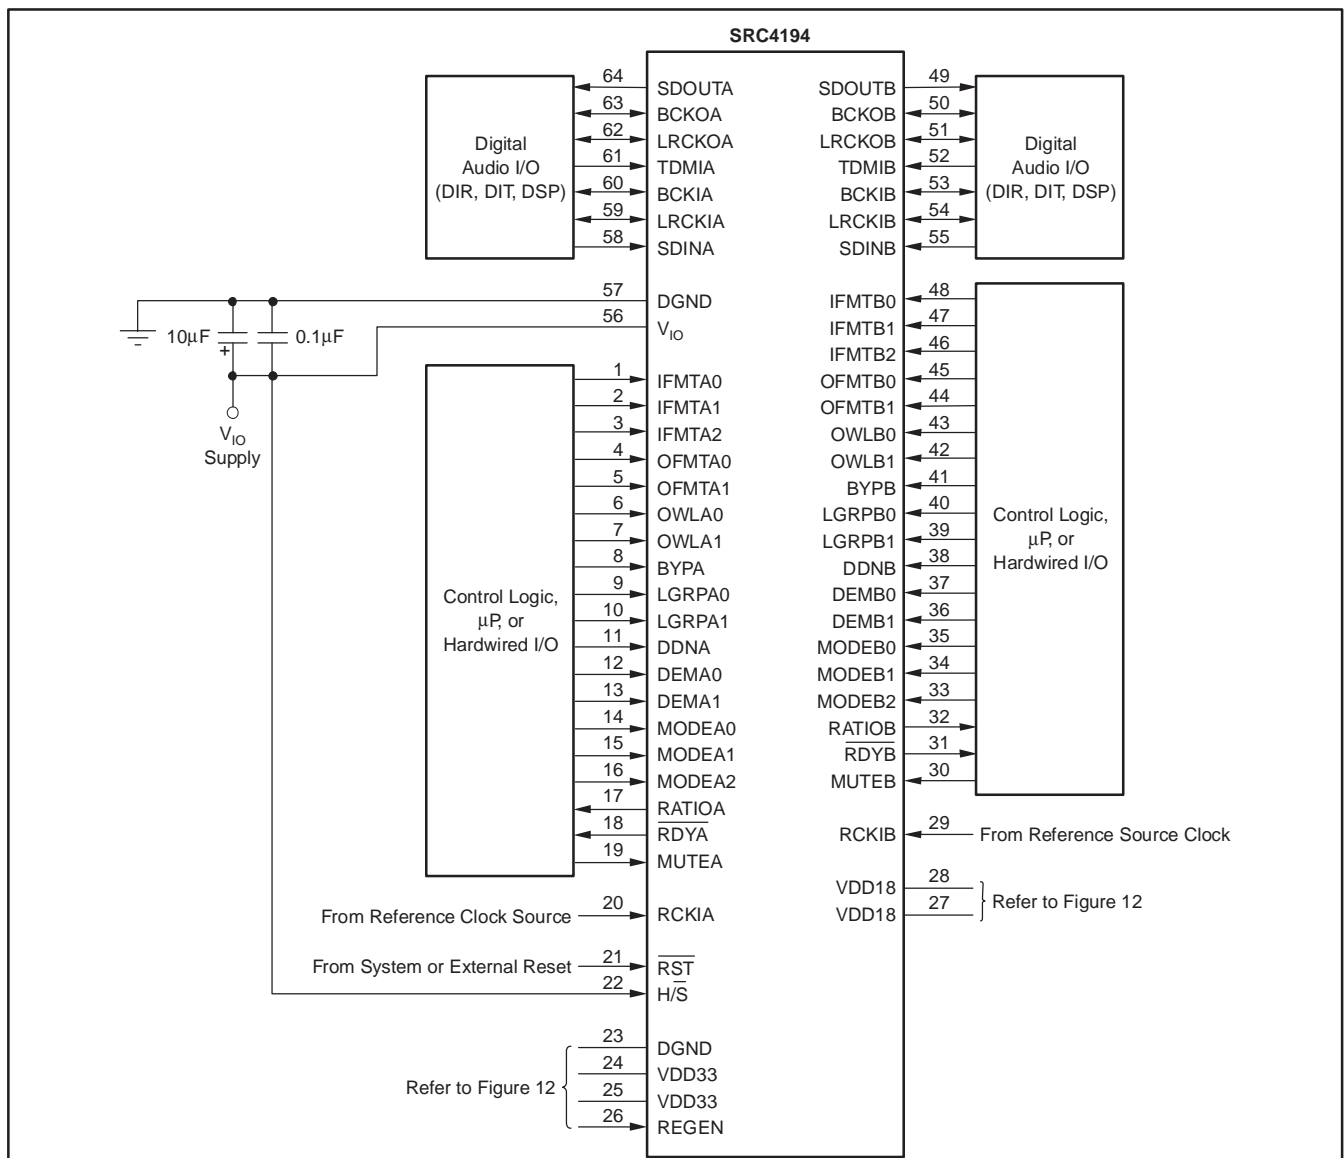 SRC4194
Digital
Audio I/O
(DIR, DIT, DSP)
64 SDOUTA
63 BCKOA
62 LRCKOA
61 TDMIA
60 BCKIA
59 LRCKIA
58 SDINA
SDOUTB 49
BCKOB 50
LRCKOB 51
TDMIB 52
BCKIB 53
LRCKIB 54
SDINB 55
Digital
Audio I/O
(DIR, DIT, DSP)
57 DGND
56 VIO
10μF
+
0.1μF
VIO
Supply
Control Logic,
μP, or
Hardwired I/O
1 IFMTA0
2 IFMTA1
3 IFMTA2
4 OFMTA0
5 OFMTA1
6 OWLA0
7 OWLA1
8 BYPA
9 LGRPA0
10 LGRPA1
11 DDNA
12 DEMA0
13 DEMA1
14 MODEA0
15 MODEA1
16 MODEA2
17 RATIOA
18 RDYA
19 MUTEA
IFMTB0 48
IFMTB1 47
IFMTB2 46
OFMTB0 45
OFMTB1 44
OWLB0 43
OWLB1 42
BYPB 41
LGRPB0 40
LGRPB1 39
DDNB 38
DEMB0 37
DEMB1 36
MODEB0 35
MODEB1 34
MODEB2 33
RATIOB 32
RDYB 31
MUTEB 30
Control Logic,
μP, or
Hardwired I/O
RCKIB 29 From Reference Source Clock
VDD18 28
VDD18 27
Refer to Figure 12
From Reference Clock Source 20 RCKIA
From System or External Reset 21 RST
22 H/S
23 DGND
24 VDD33
25 VDD33
26 REGEN
Refer to Figure 12